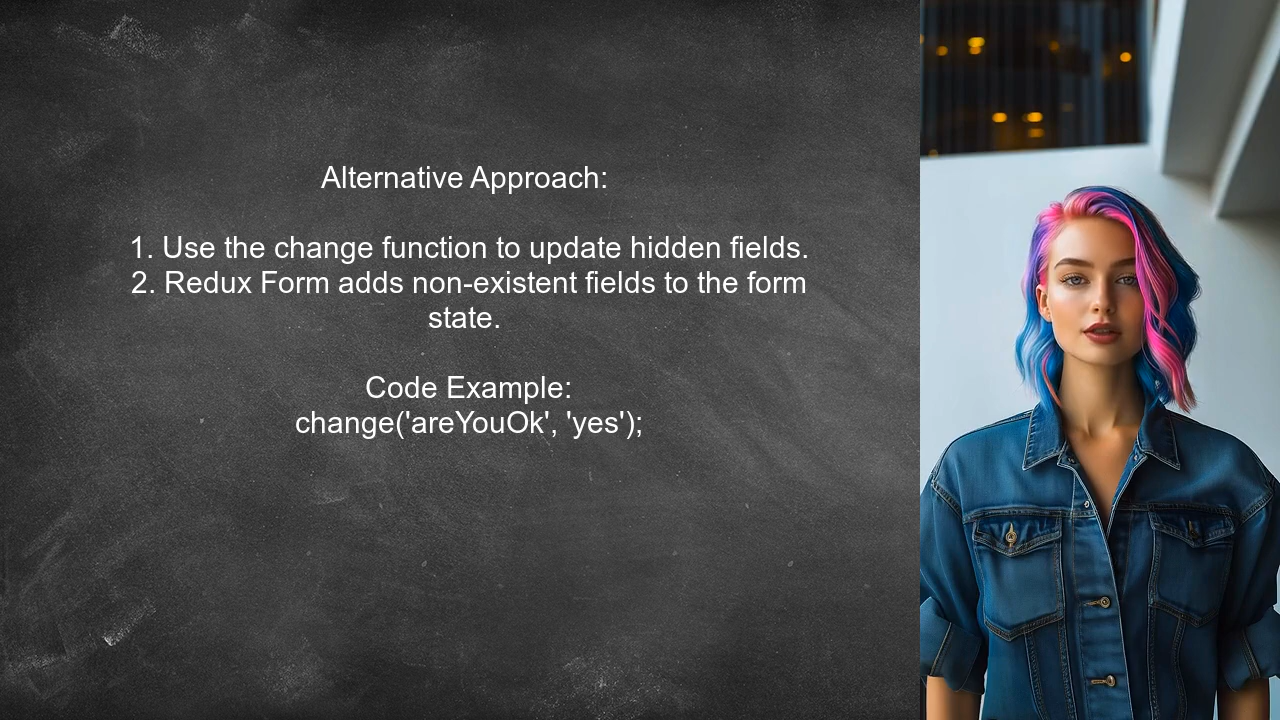 Alternative Approach:
1. Use the change function to update hidden fields.
2. Redux Form adds non-existent fields to the form
state.
Code Example:
change('areYouOk', 'yes');